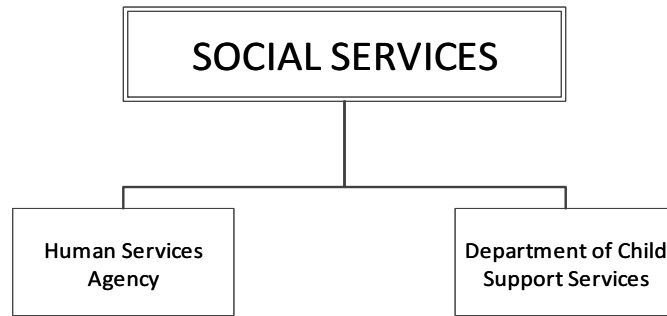 SOCIAL SERVICES
Human Services
Agency
Department of Child
Support Services